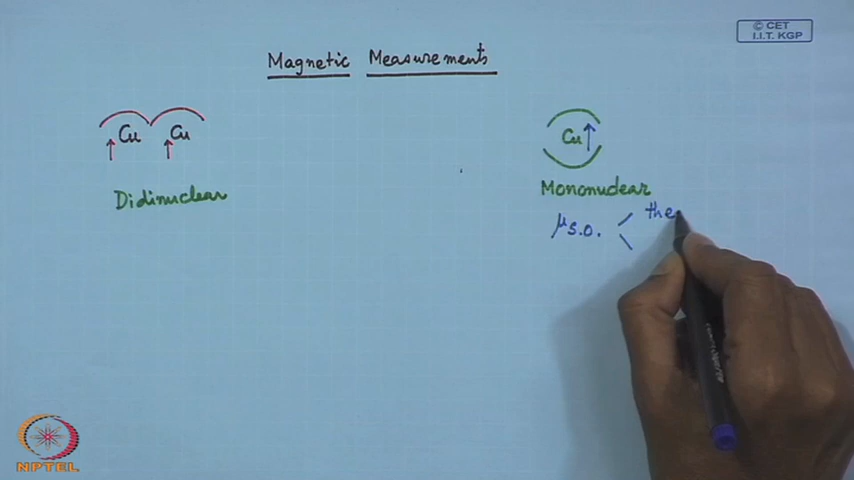 © CET
I.I.T. KGP
Magnetic Measurements
Cu Cu
Cu
Didinuclear
Mononuclear
μs.o. the
NPTEL